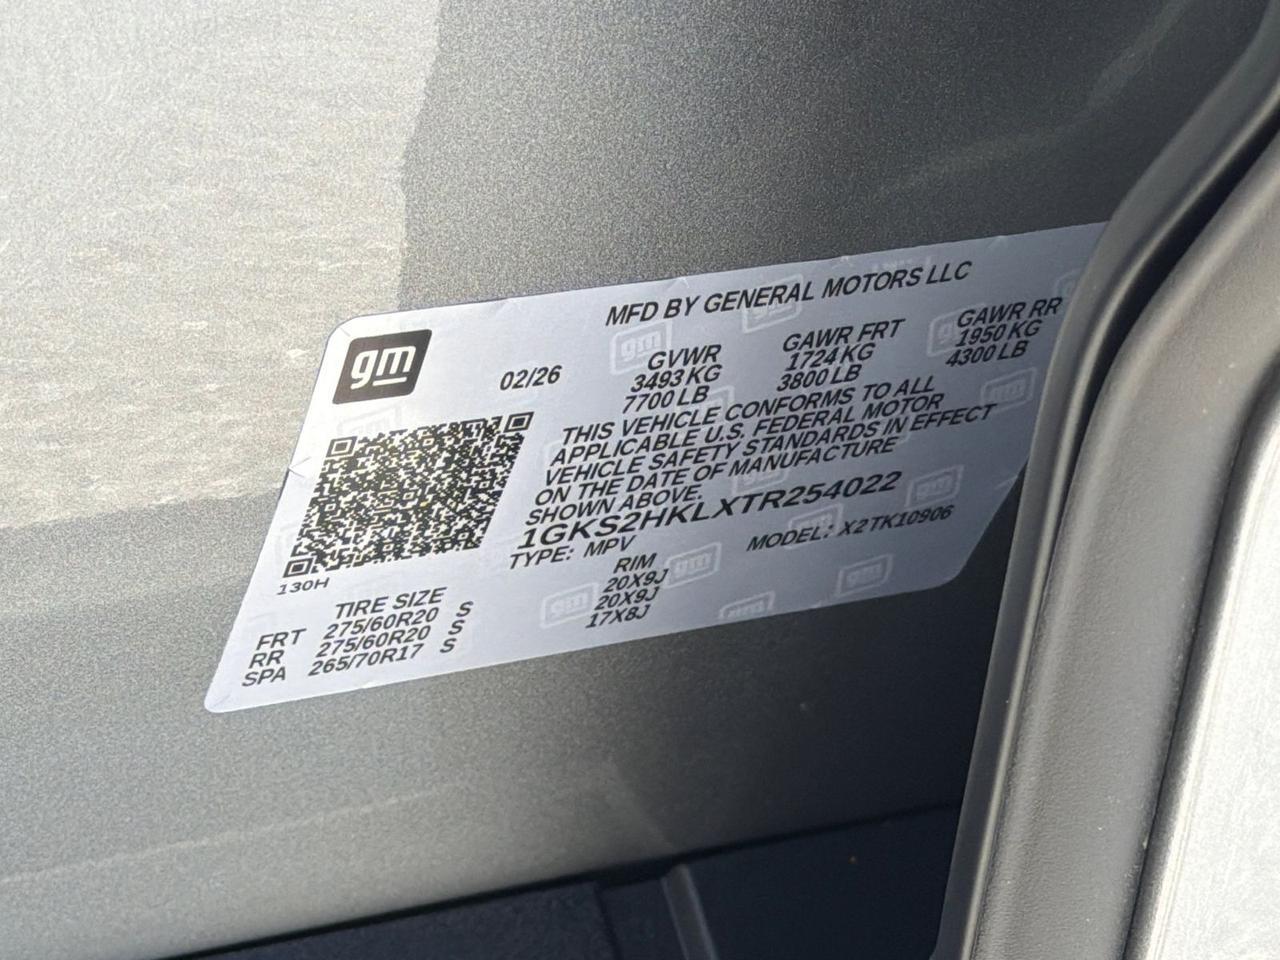 MFD BY GENERAL MOTORS LLC
gm
02/26
GVWR GAWR FRT GAWR RR
3493 KG 1724 KG 1950 KG
7700 LB 3800 LB 4300 LB
THIS VEHICLE CONFORMS TO ALL
APPLICABLE U.S. FEDERAL MOTOR
VEHICLE SAFETY STANDARDS IN EFFECT
ON THE DATE OF MANUFACTURE
SHOWN ABOVE.
1GKS2HKLXTR254022
TYPE: MPV MODEL: X2TK10906
130H
TIRE SIZE RIM
FRT 275/60R20 S 20X9J
RR 275/60R20 S 20X9J
SPA 265/70R17 S 17X8J